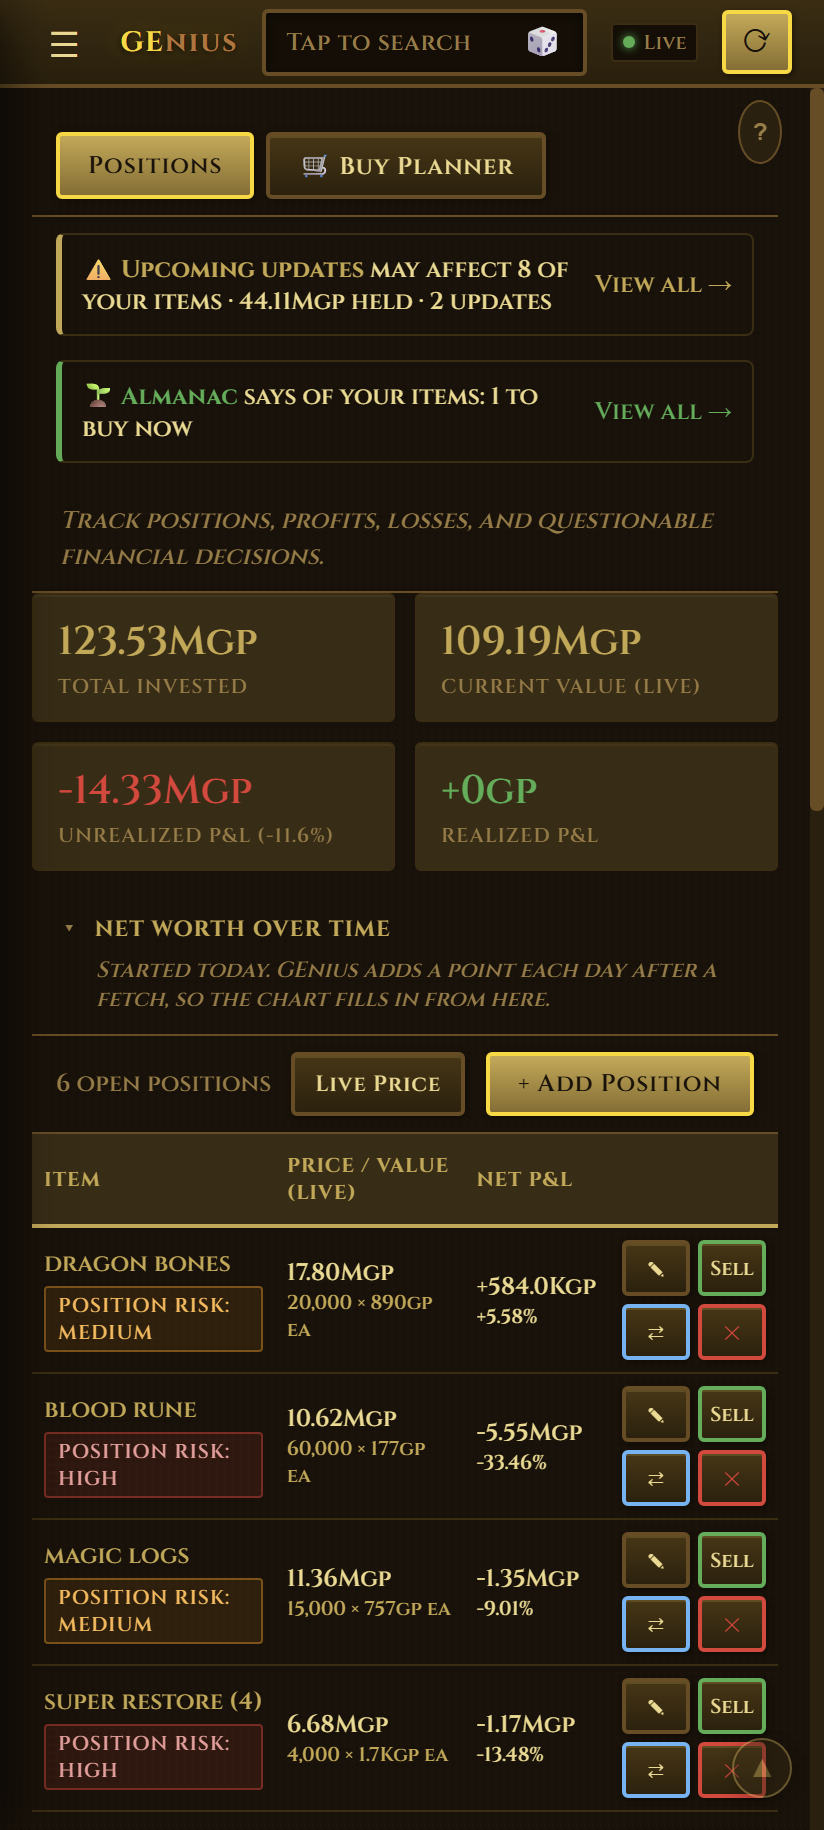 ☰ GENIUS TAP TO SEARCH LIVE
?
POSITIONS BUY PLANNER
UPCOMING UPDATES MAY AFFECT 8 OF
YOUR ITEMS · 44.11MGP HELD · 2 UPDATES
VIEW ALL →
ALMANAC SAYS OF YOUR ITEMS: 1 TO
BUY NOW
VIEW ALL →
TRACK POSITIONS, PROFITS, LOSSES, AND QUESTIONABLE
FINANCIAL DECISIONS.
123.53MGP
TOTAL INVESTED
109.19MGP
CURRENT VALUE (LIVE)
-14.33MGP
UNREALIZED P&L (-11.6%)
+0GP
REALIZED P&L
▾ NET WORTH OVER TIME
STARTED TODAY. GENIUS ADDS A POINT EACH DAY AFTER A
FETCH, SO THE CHART FILLS IN FROM HERE.
6 OPEN POSITIONS LIVE PRICE + ADD POSITION
ITEM
PRICE / VALUE
(LIVE)
NET P&L
DRAGON BONES
POSITION RISK:
MEDIUM
17.80MGP
20,000 × 890GP
EA
+584.0KGP
+5.58%
SELL
BLOOD RUNE
POSITION RISK:
HIGH
10.62MGP
60,000 × 177GP
EA
-5.55MGP
-33.46%
SELL
MAGIC LOGS
POSITION RISK:
MEDIUM
11.36MGP
15,000 × 757GP EA
-1.35MGP
-9.01%
SELL
SUPER RESTORE (4)
POSITION RISK:
HIGH
6.68MGP
4,000 × 1.7KGP EA
-1.17MGP
-13.48%
SELL